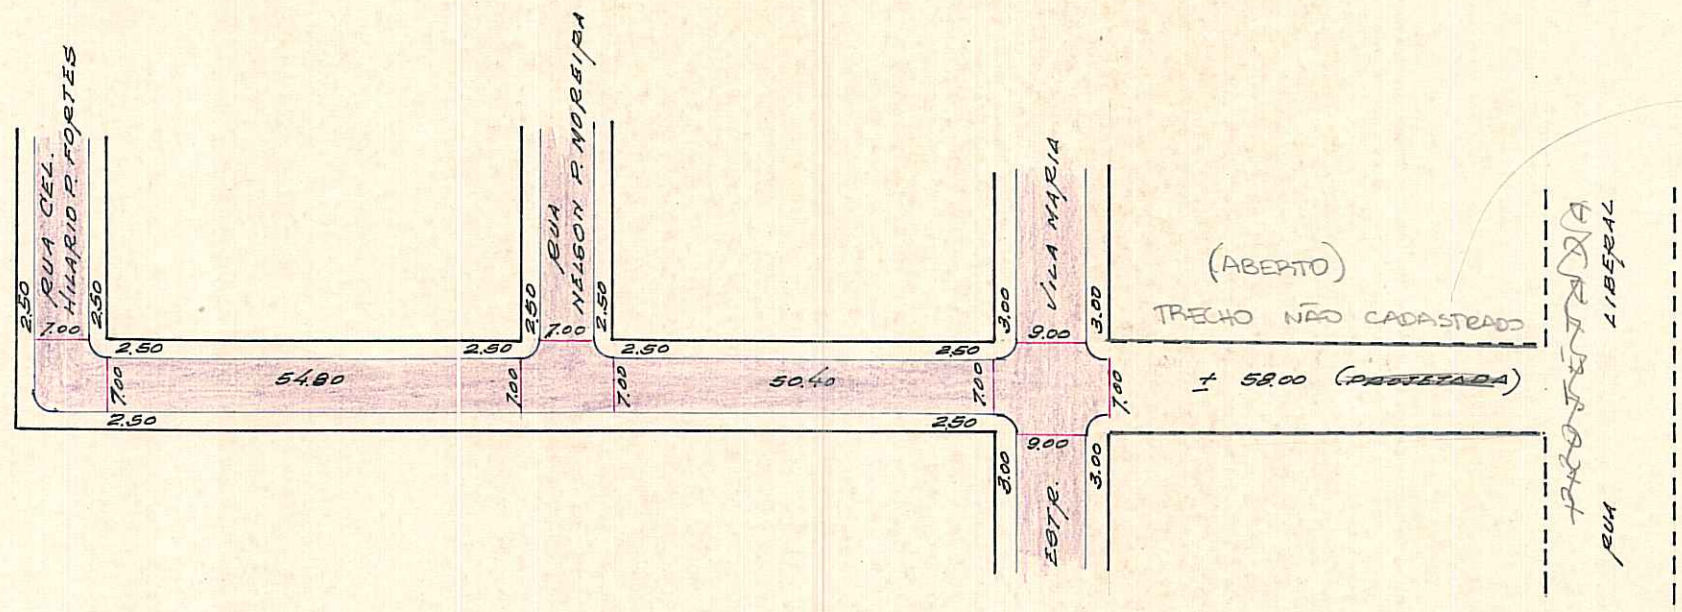 RUA CEL.
HILARIO P. FORTES
2.50
7.00
2.50
RUA
NELSON P. MOREIRA
2.50
7.00
2.50
VILA MARIA
3.00
9.00
3.00
(ABERTO)
TRECHO NÃO CADASTRADO
± 58.00 (PROJETADA)
LIBERAL
RUA
2.50
2.50
2.50
2.50
7.00
54.80
7.00
7.00
50.40
7.00
7.00
2.50
2.50
9.00
3.00
3.00
ESTR.